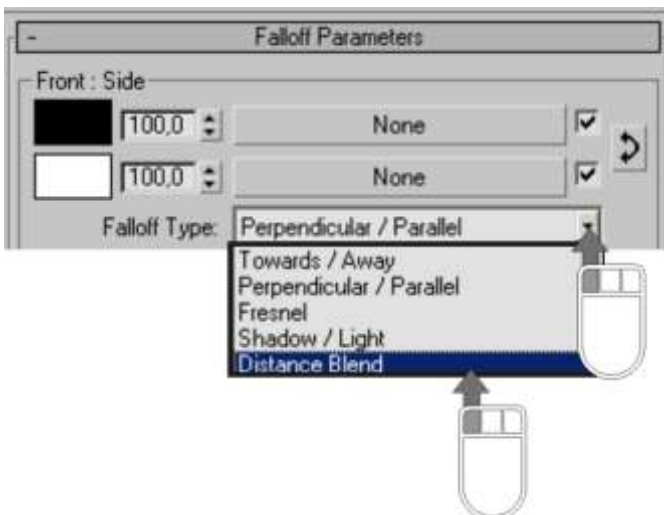 - Falloff Parameters
Front : Side
100,0 None
100,0 None
Falloff Type: Perpendicular / Parallel
Towards / Away
Perpendicular / Parallel
Fresnel
Shadow / Light
Distance Blend